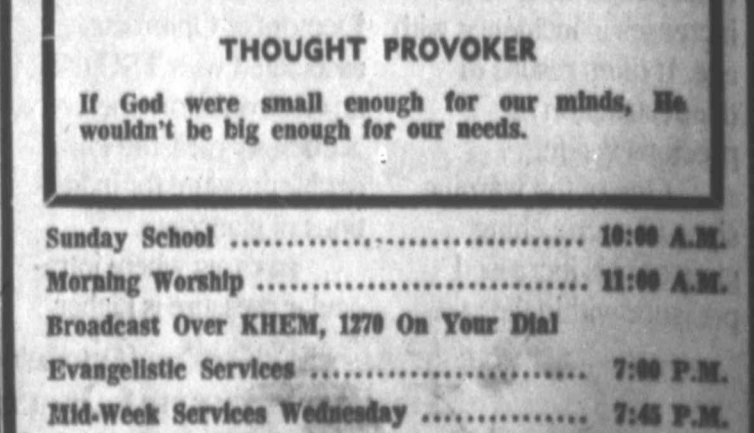 THOUGHT PROVOKER
If God were small enough for our minds, He
wouldn't be big enough for our needs.
Sunday School ................................ 10:00 A.M.
Morning Worship .............................. 11:00 A.M.
Broadcast Over KHEM, 1270 On Your Dial
Evangelistic Services ........................... 7:00 P.M.
Mid-Week Services Wednesday ................ 7:45 P.M.